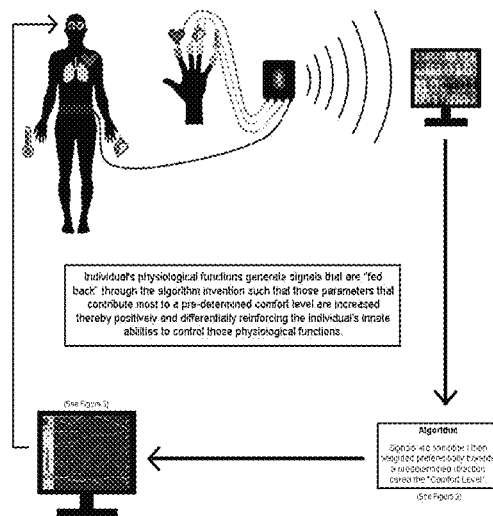 Individual's physiological functions generate signals that are "fed
back" through the algorithm invention such that those parameters that
contribute most to a pre-determined comfort level are increased
thereby positively and differentially reinforcing the individual's innate
abilities to control those physiological functions.
(See Figure 3)
Algorithm
Signals are combined then
weighted preferentially towards
a predetermined direction
called the "Comfort Level".
(See Figure 2)